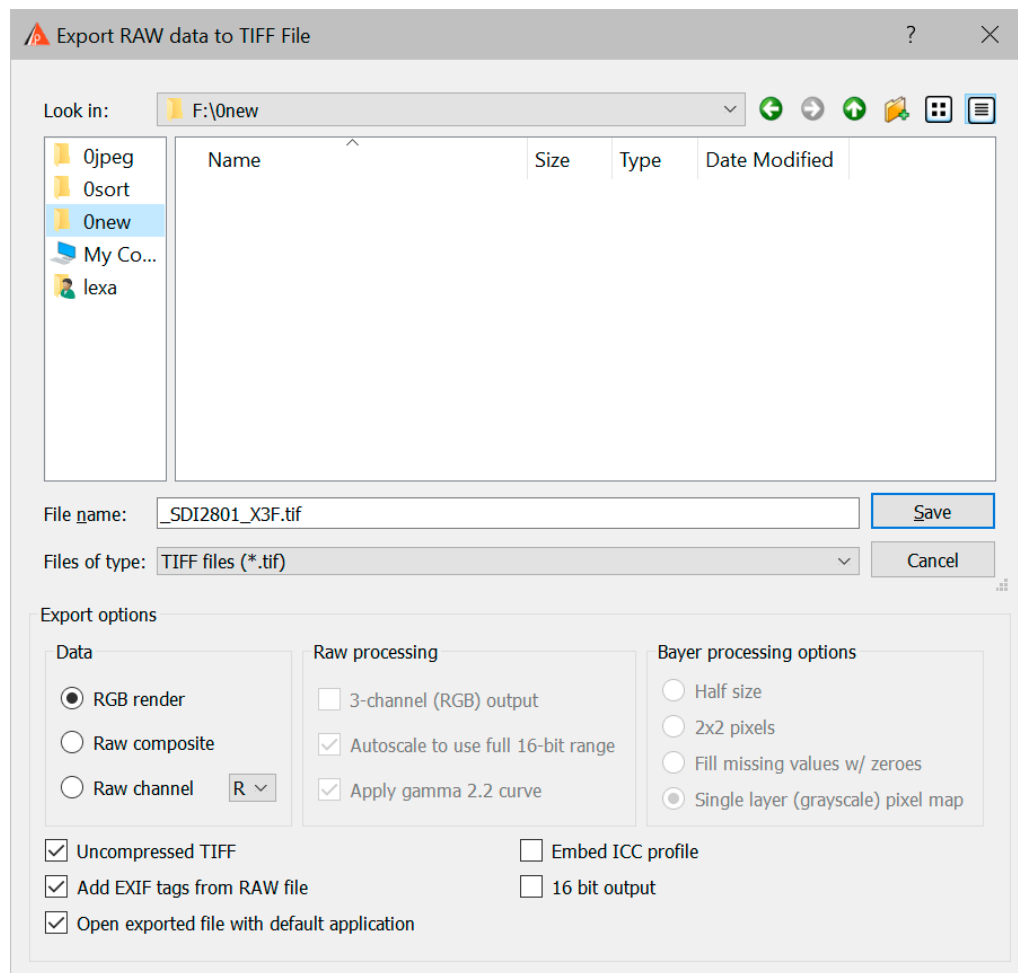 Export RAW data to TIFF File ?
Look in: F:\0new
0jpeg
0sort
0new
My Co...
lexa
Name Size Type Date Modified
File name: _SDI2801_X3F.tif Save
Files of type: TIFF files (*.tif) Cancel
Export options
Data
RGB render
Raw composite
Raw channel R
Raw processing
3-channel (RGB) output
Autoscale to use full 16-bit range
Apply gamma 2.2 curve
Bayer processing options
Half size
2x2 pixels
Fill missing values w/ zeroes
Single layer (grayscale) pixel map
Uncompressed TIFF
Add EXIF tags from RAW file
Open exported file with default application
Embed ICC profile
16 bit output